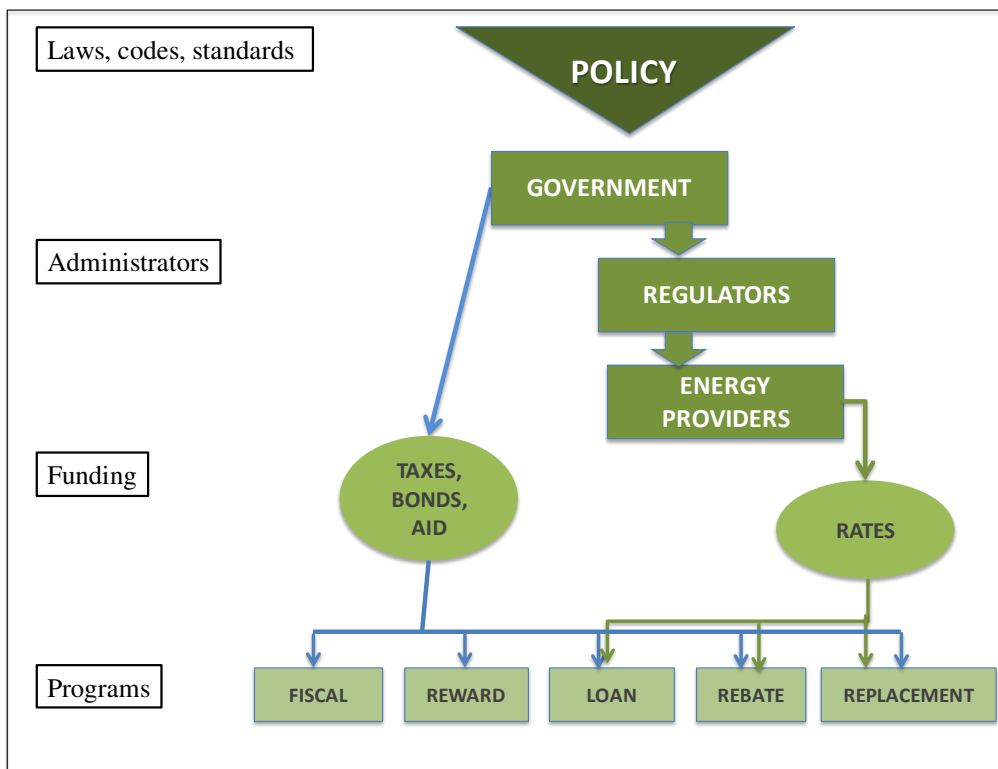 Laws, codes, standards
POLICY
GOVERNMENT
Administrators
REGULATORS
ENERGY
PROVIDERS
Funding
TAXES,
BONDS,
AID
RATES
Programs
FISCAL
REWARD
LOAN
REBATE
REPLACEMENT